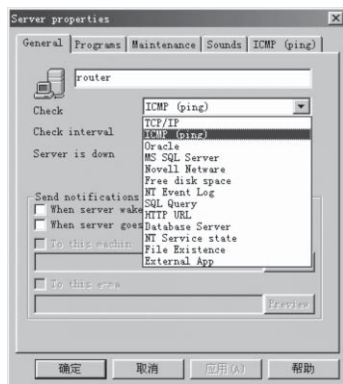 Server properties
General Programs Maintenance Sounds ICMP (ping)
router
Check ICMP (ping)
TCP/IP
ICMP (ping)
Oracle
MS SQL Server
Novell Netware
Free disk space
NT Event Log
SQL Query
HTTP URL
Database Server
NT Service state
File Existence
External App
Check interval
Server is down
Send notifications
When server wake
When server goes
To this machin
To this e-ma
Preview
确定 取消 应用(A) 帮助